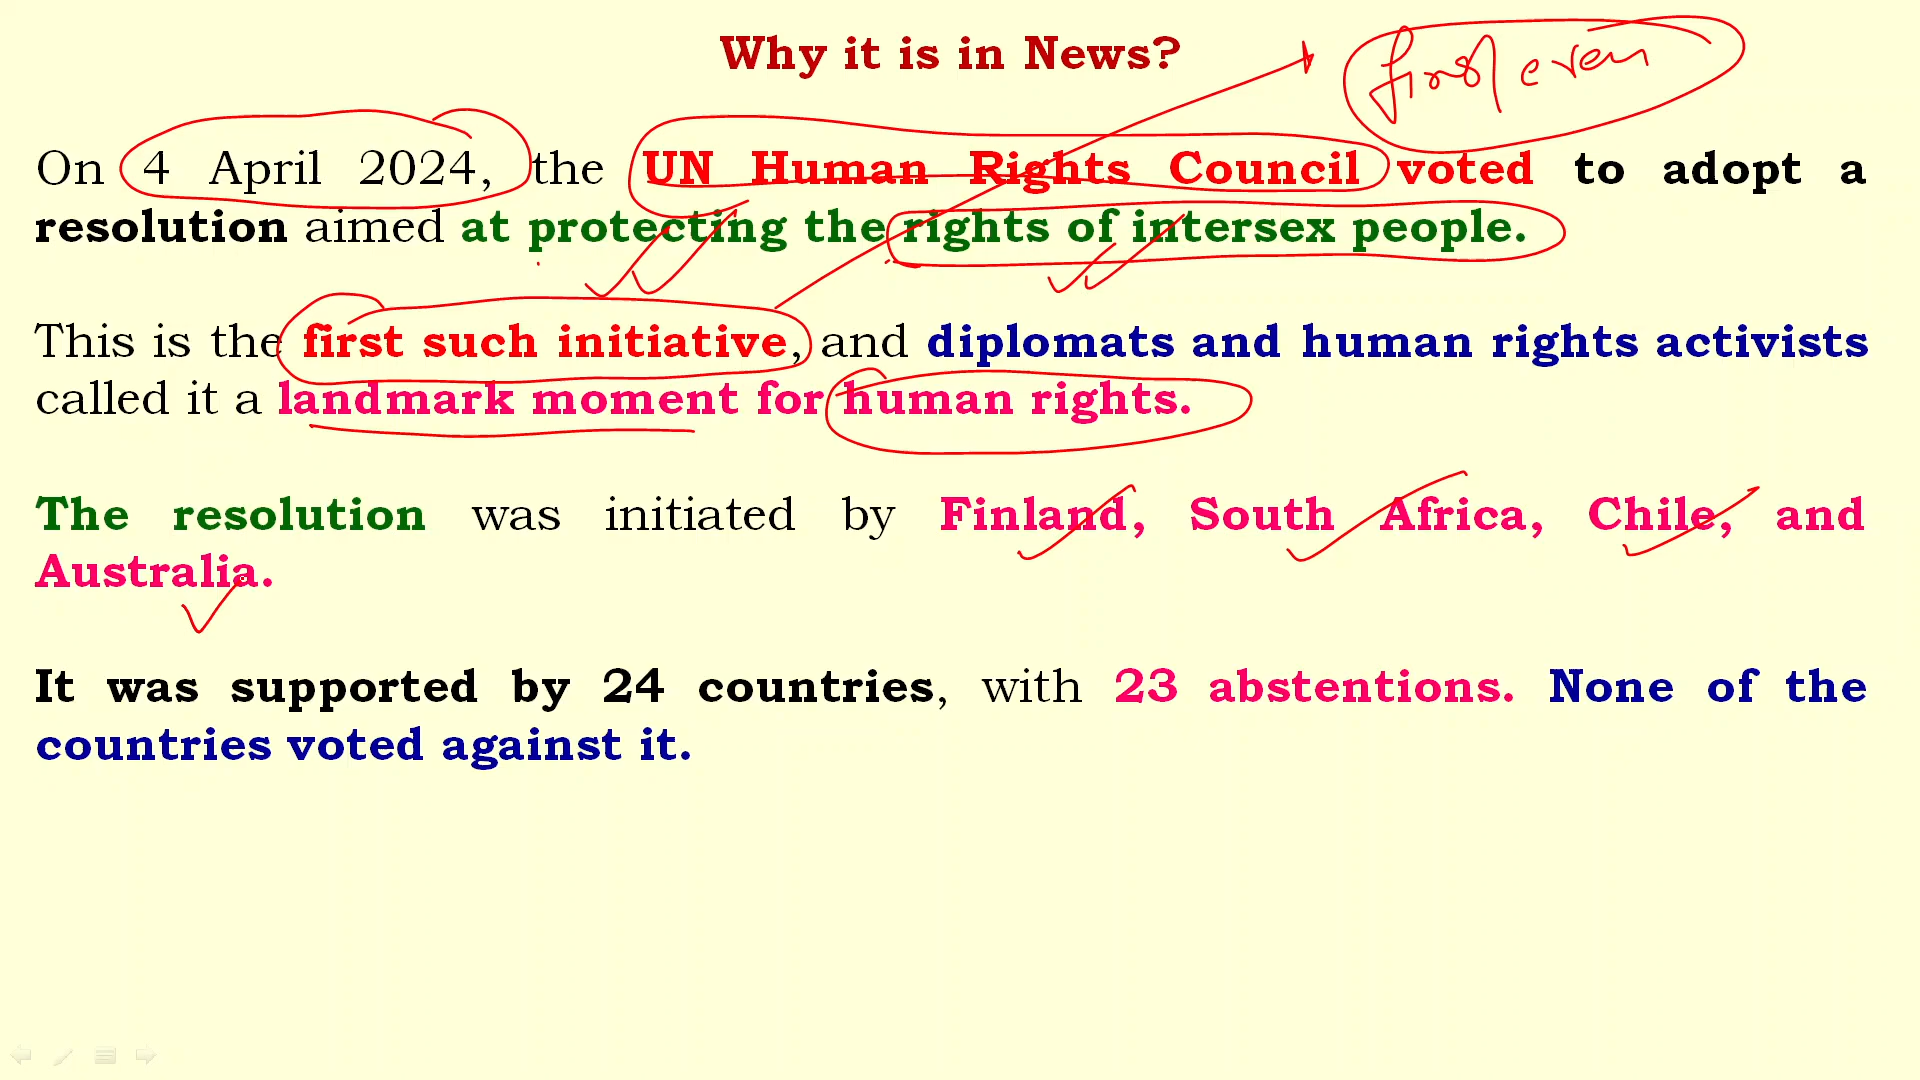 Why it is in News?
first ever
On 4 April 2024, the UN Human Rights Council voted to adopt a
resolution aimed at protecting the rights of intersex people.
This is the first such initiative, and diplomats and human rights activists
called it a landmark moment for human rights.
The resolution was initiated by Finland, South Africa, Chile, and
Australia.
It was supported by 24 countries, with 23 abstentions. None of the
countries voted against it.